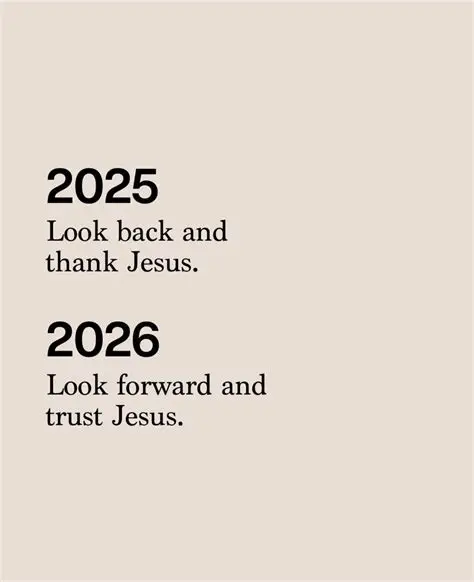 2025
Look back and
thank Jesus.
2026
Look forward and
trust Jesus.